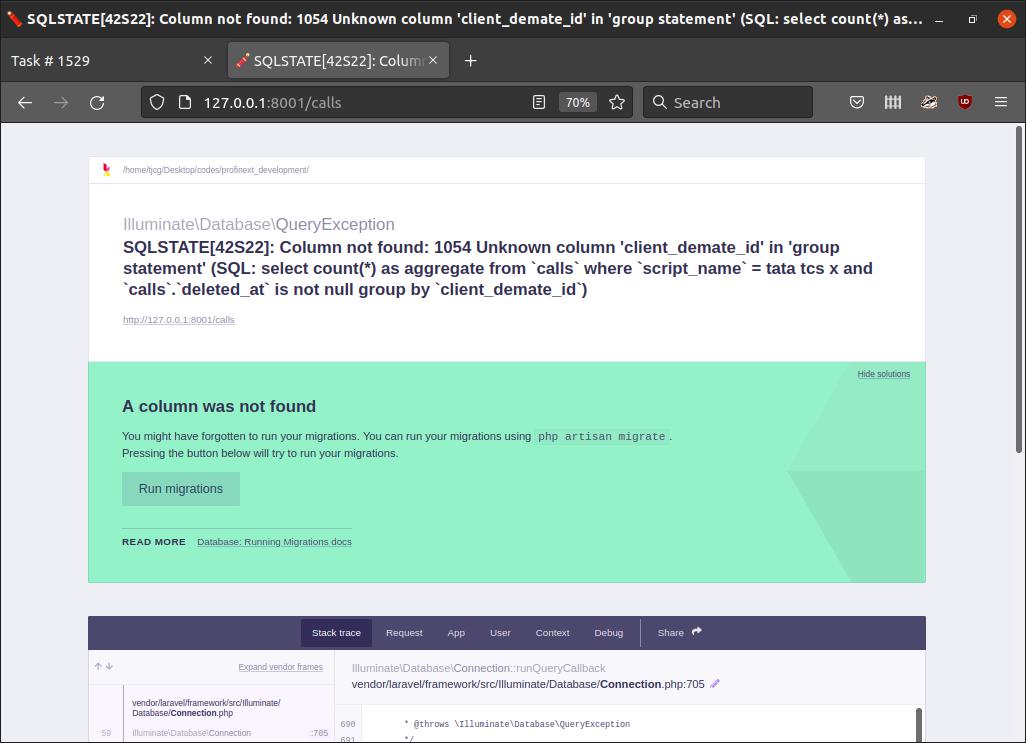 SQLSTATE[42S22]: Column not found: 1054 Unknown column 'client_demate_id' in 'group statement' (SQL: select count(*) as...
Task # 1529
SQLSTATE[42S22]: Colum
127.0.0.1:8001/calls
70%
Search
/home/tjcg/Desktop/codes/profinext_development/
Illuminate\Database\QueryException
SQLSTATE[42S22]: Column not found: 1054 Unknown column 'client_demate_id' in 'group
statement' (SQL: select count(*) as aggregate from `calls` where `script_name` = tata tcs x and
`calls`.`deleted_at` is not null group by `client_demate_id`)
http://127.0.0.1:8001/calls
Hide solutions
A column was not found
You might have forgotten to run your migrations. You can run your migrations using php artisan migrate.
Pressing the button below will try to run your migrations.
Run migrations
READ MORE Database: Running Migrations docs
Stack trace Request App User Context Debug Share
Expand vendor frames
vendor/laravel/framework/src/Illuminate/
Database/Connection.php
59 Illuminate\Database\Connection :705
Illuminate\Database\Connection::runQueryCallback
vendor/laravel/framework/src/Illuminate/Database/Connection.php:705
690 * @throws \Illuminate\Database\QueryException
691 */